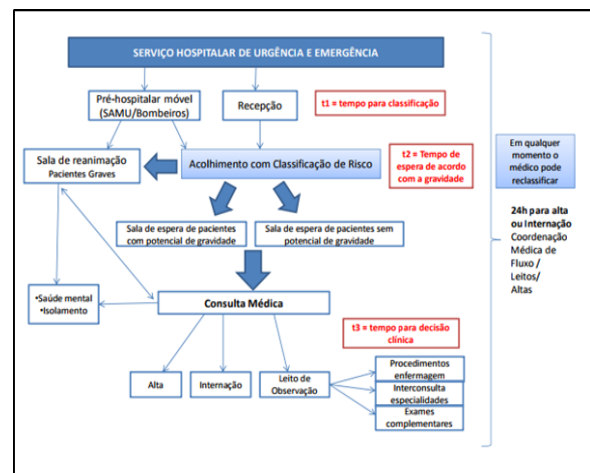 SERVIÇO HOSPITALAR DE URGÊNCIA E EMERGÊNCIA
Pré-hospitalar móvel
(SAMU/Bombeiros)
Recepção
t1 = tempo para classificação
Sala de reanimação
Pacientes Graves
Acolhimento com Classificação de Risco
t2 = Tempo de
espera de acordo
com a gravidade
Em qualquer
momento o
médico pode
reclassificar
Sala de espera de pacientes
com potencial de gravidade
Sala de espera de pacientes sem
potencial de gravidade
24h para alta
ou Internação
Coordenação
Médica de
Fluxo /
Leitos/
Altas
•Saúde mental
•Isolamento
Consulta Médica
t3 = tempo para decisão
clínica
Alta
Internação
Leito de
Observação
Procedimentos
enfermagem
Interconsulta
especialidades
Exames
complementares